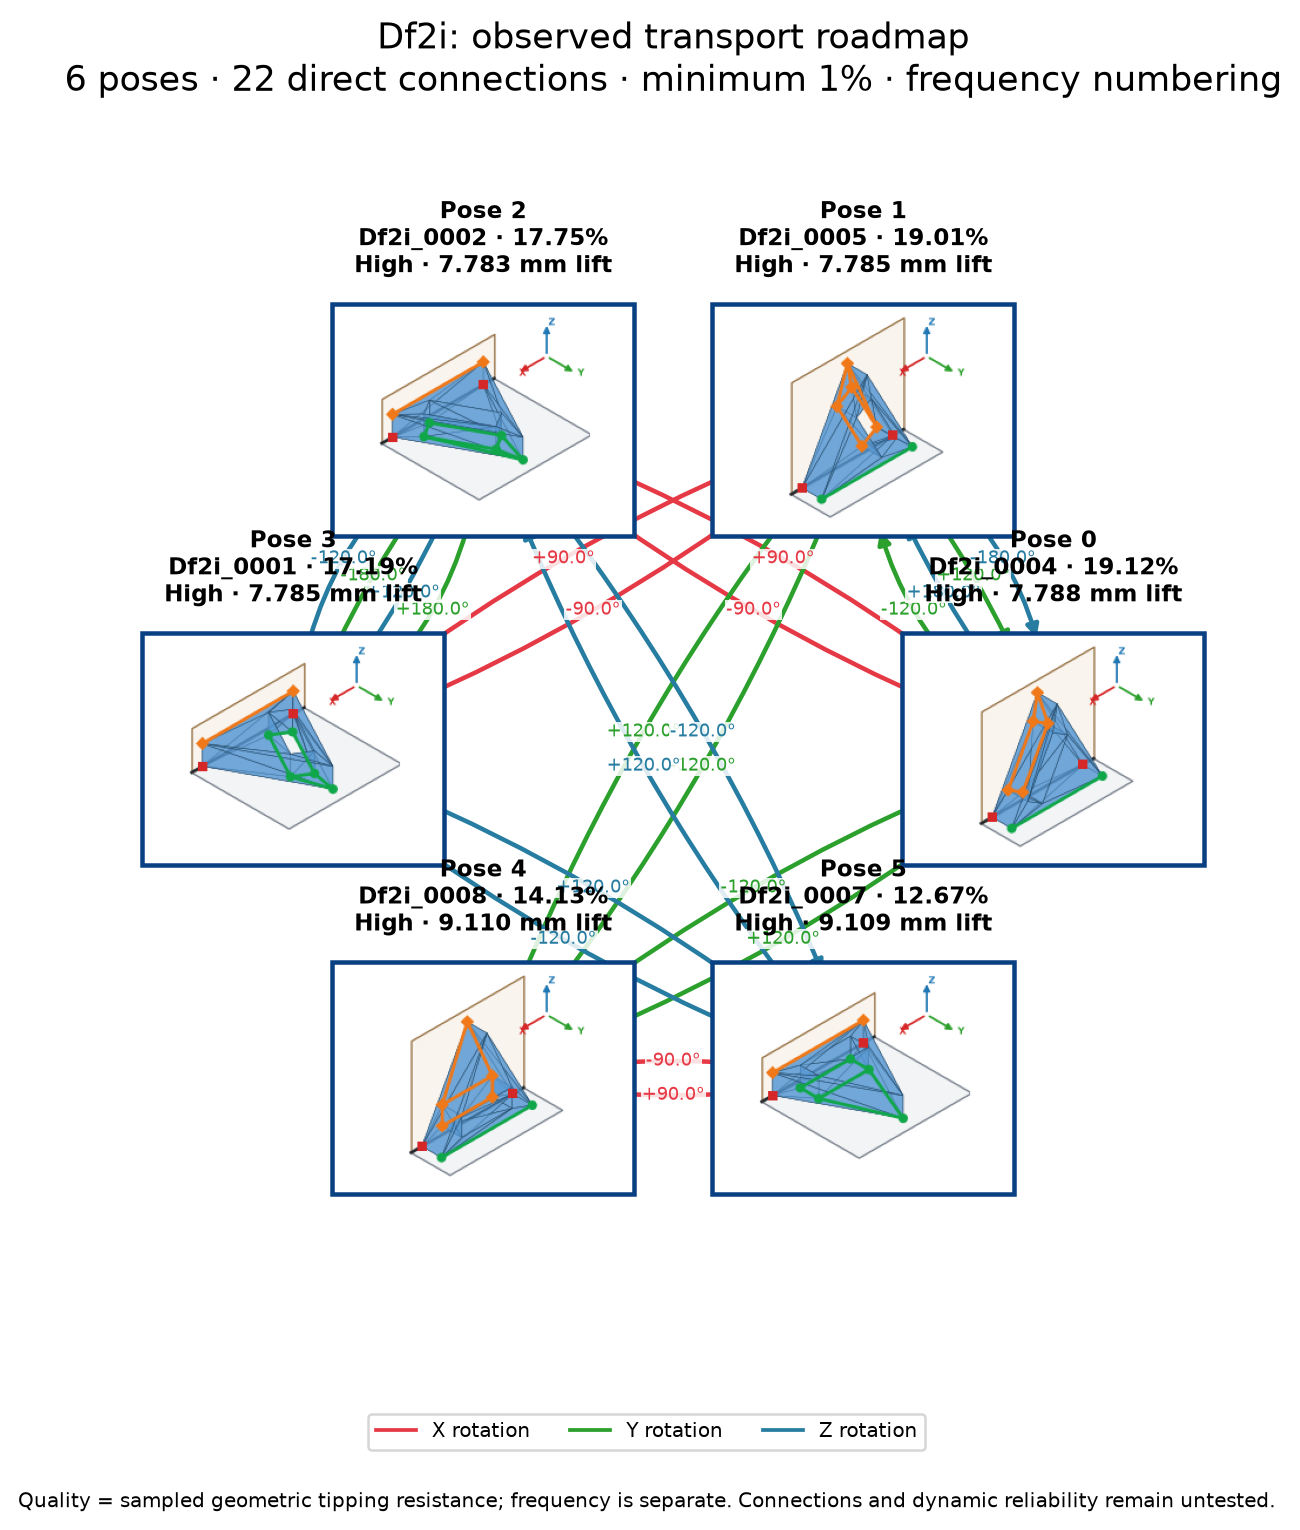 Df2i: observed transport roadmap
6 poses · 22 direct connections · minimum 1% · frequency numbering
Pose 2
Df2i_0002 · 17.75%
High · 7.783 mm lift
Z
X
Y
Pose 1
Df2i_0005 · 19.01%
High · 7.785 mm lift
Z
X
Y
Pose 3
Df2i_0001 · 17.19%
High · 7.785 mm lift
Z
X
Y
Pose 0
Df2i_0004 · 19.12%
High · 7.788 mm lift
Z
X
Y
-120.0°
-180.0°
+180.0°
+90.0°
-90.0°
+90.0°
-90.0°
-120.0°
-180.0°
-120.0°
+120.0°
Pose 4
Df2i_0008 · 14.13%
High · 9.110 mm lift
Z
X
Y
Pose 5
Df2i_0007 · 12.67%
High · 9.109 mm lift
Z
X
Y
+120.0°
-120.0°
-120.0°
+120.0°
-90.0°
+90.0°
X rotation
Y rotation
Z rotation
Quality = sampled geometric tipping resistance; frequency is separate. Connections and dynamic reliability remain untested.